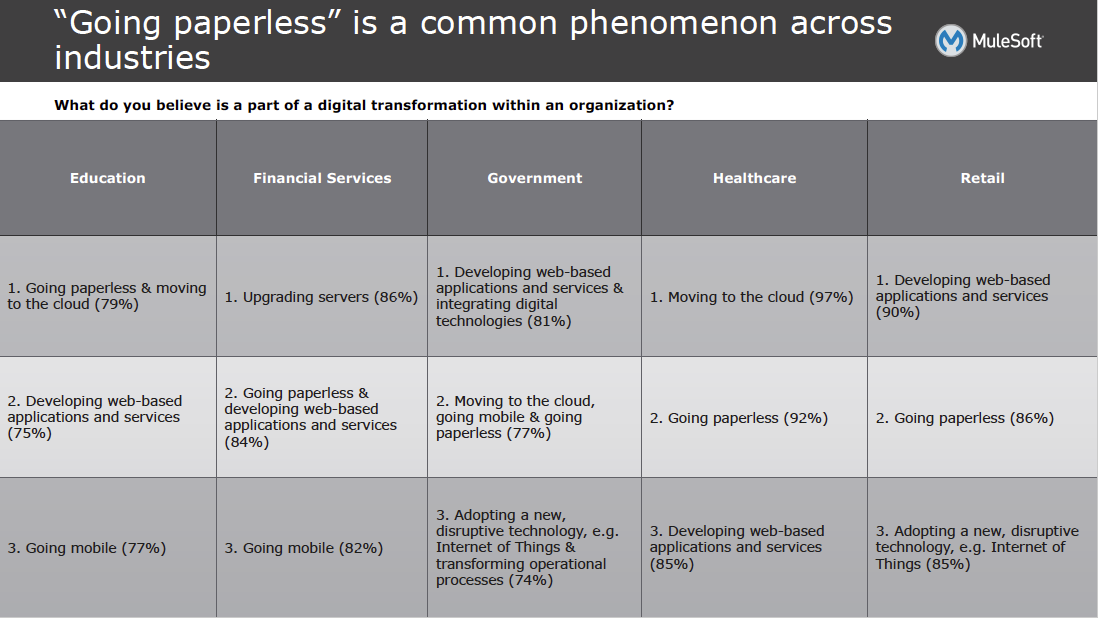 “Going paperless” is a common phenomenon across
industries
MuleSoft
What do you believe is a part of a digital transformation within an organization?
Education
Financial Services
Government
Healthcare
Retail
1. Going paperless & moving
to the cloud (79%)
1. Upgrading servers (86%)
1. Developing web-based
applications and services &
integrating digital
technologies (81%)
1. Moving to the cloud (97%)
1. Developing web-based
applications and services
(90%)
2. Developing web-based
applications and services
(75%)
2. Going paperless &
developing web-based
applications and services
(84%)
2. Moving to the cloud,
going mobile & going
paperless (77%)
2. Going paperless (92%)
2. Going paperless (86%)
3. Going mobile (77%)
3. Going mobile (82%)
3. Adopting a new,
disruptive technology, e.g.
Internet of Things &
transforming operational
processes (74%)
3. Developing web-based
applications and services
(85%)
3. Adopting a new, disruptive
technology, e.g. Internet of
Things (85%)